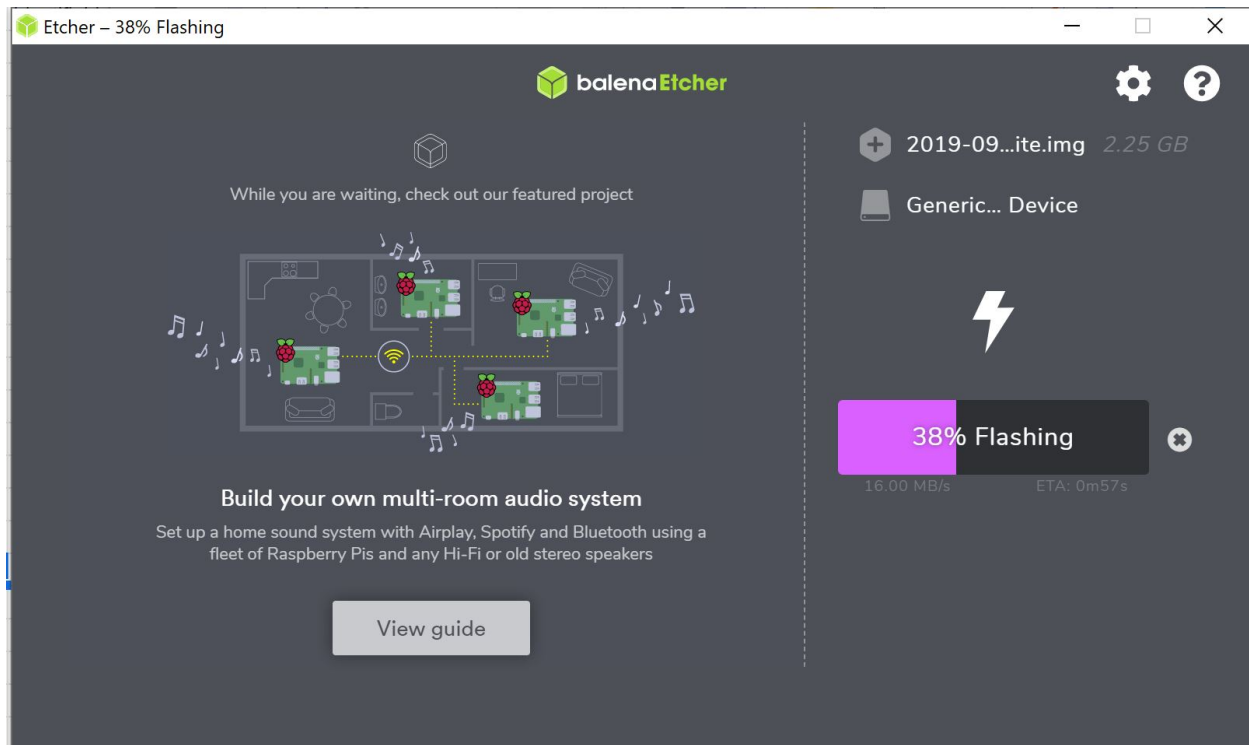 Etcher – 38% Flashing
balenaEtcher
While you are waiting, check out our featured project
Build your own multi-room audio system
Set up a home sound system with Airplay, Spotify and Bluetooth using a
fleet of Raspberry Pis and any Hi-Fi or old stereo speakers
View guide
2019-09...ite.img 2.25 GB
Generic... Device
38% Flashing
16.00 MB/s ETA: 0m57s